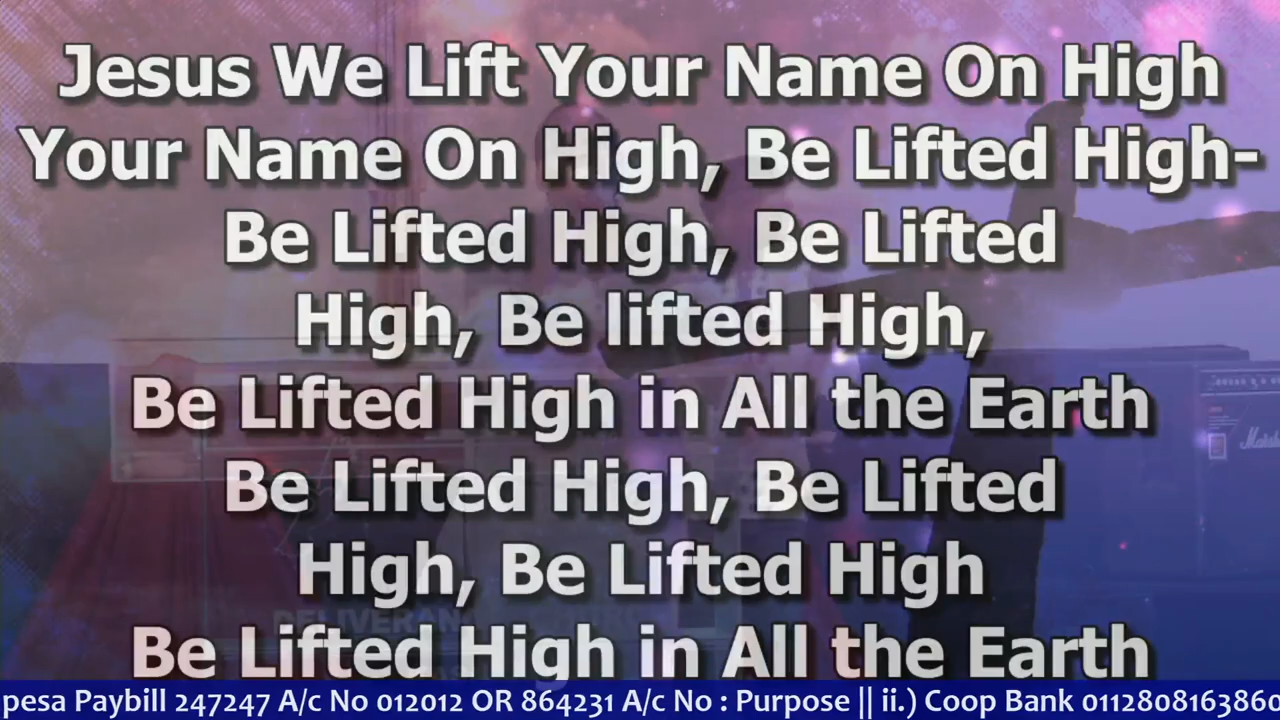 Jesus We Lift Your Name On High
Your Name On High, Be Lifted High-
Be Lifted High, Be Lifted
High, Be lifted High,
Be Lifted High in All the Earth
Be Lifted High, Be Lifted
High, Be Lifted High
Be Lifted High in All the Earth
pesa Paybill 247247 A/c No 012012 OR 864231 A/c No : Purpose || ii.) Coop Bank 0112808163860